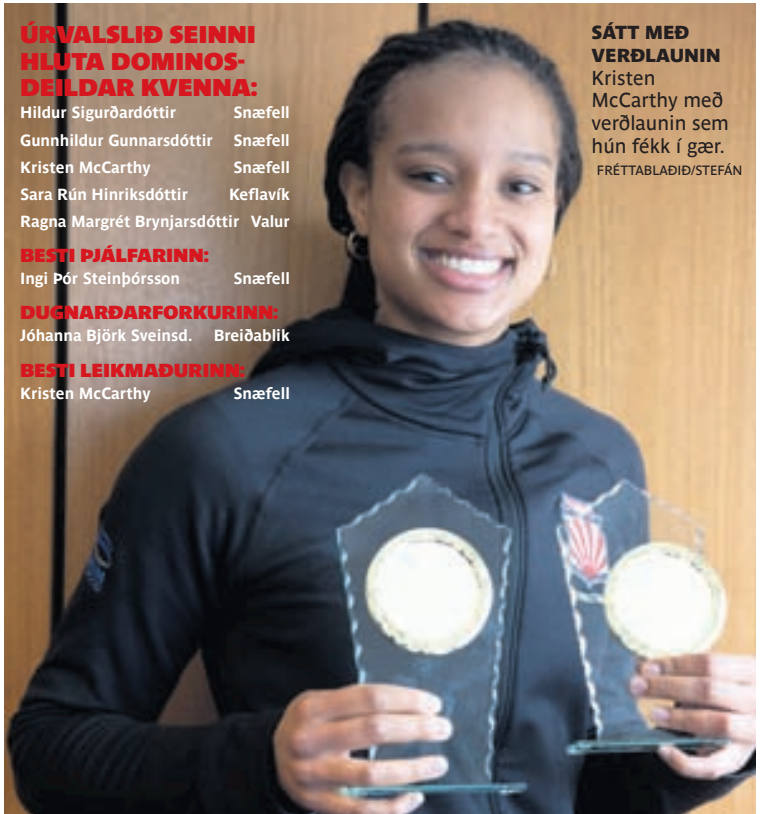 ÚRVALSLIÐ SEINNI
HLUTA DOMINOS-
DEILDAR KVENNA:
Hildur Sigurðardóttir Snæfell
Gunnhildur Gunnarsdóttir Snæfell
Kristen McCarthy Snæfell
Sara Rún Hinriksdóttir Keflavík
Ragna Margrét Brynjarsdóttir Valur
BESTI ÞJÁLFARINN:
Ingi Þór Steinþórsson Snæfell
DUGNARÐARFORKURINN:
Jóhanna Björk Sveinsd. Breiðablik
BESTI LEIKMAÐURINN:
Kristen McCarthy Snæfell
SÁTT MEÐ
VERÐLAUNIN
Kristen
McCarthy með
verðlaunin sem
hún fékk í gær.
FRÉTTABLAÐIÐ/STEFÁN